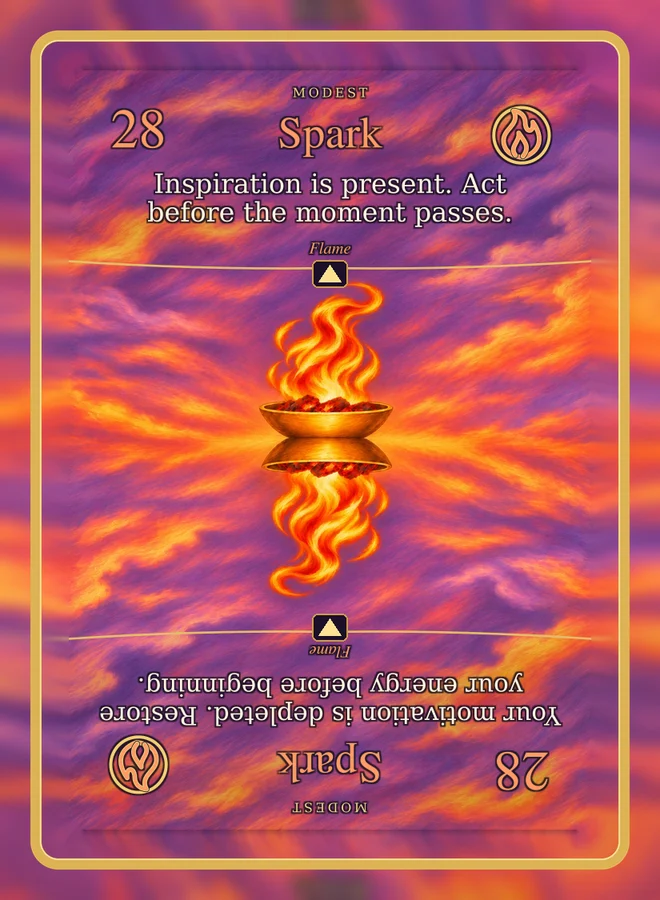 MODEST
28 Spark
Inspiration is present. Act
before the moment passes.
Flame
Flame
Your motivation is depleted. Restore
your energy before beginning.
28 Spark
MODEST